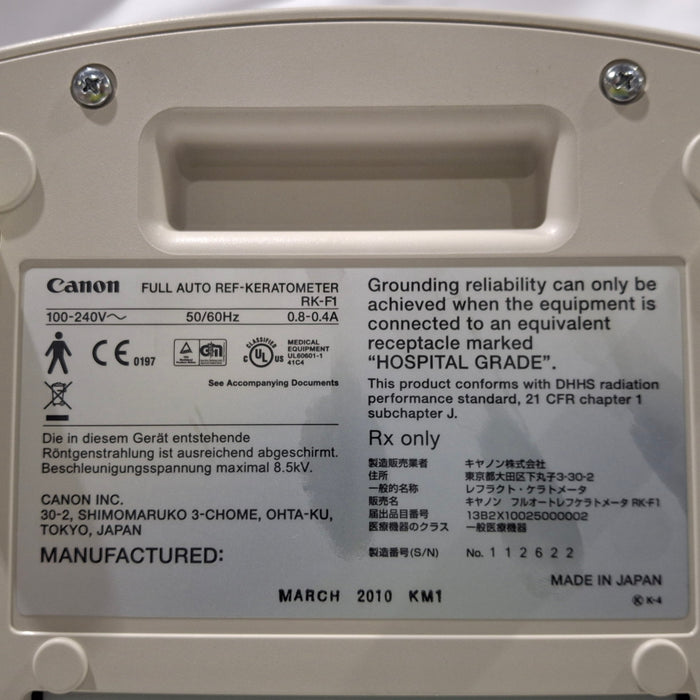 Canon FULL AUTO REF-KERATOMETER
RK-F1
100-240V～ 50/60Hz 0.8-0.4A
CE 0197
CLASSIFIED
C UL US
MEDICAL
EQUIPMENT
UL60601-1
41C4
See Accompanying Documents
Die in diesem Gerät entstehende
Röntgenstrahlung ist ausreichend abgeschirmt.
Beschleunigungsspannung maximal 8.5kV.
CANON INC.
30-2, SHIMOMARUKO 3-CHOME, OHTA-KU,
TOKYO, JAPAN
MANUFACTURED:
MARCH 2010 KM1
Grounding reliability can only be
achieved when the equipment is
connected to an equivalent
receptacle marked
“HOSPITAL GRADE”.
This product conforms with DHHS radiation
performance standard, 21 CFR chapter 1
subchapter J.
Rx only
製造販売業者 キヤノン株式会社
住所 東京都大田区下丸子3-30-2
一般的名称 レフラクト・ケラトメータ
販売名 キヤノン フルオートレフケラトメータ RK-F1
届出品目番号 13B2X10025000002
医療機器のクラス 一般医療機器
製造番号(S/N) No. 112622
MADE IN JAPAN
K K-4